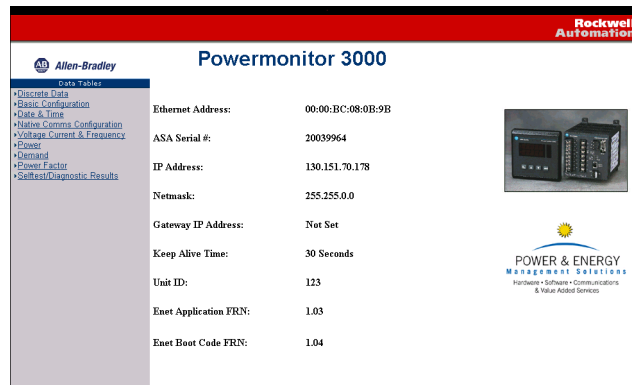 Rockwell
Automation
AB Allen-Bradley
Powermonitor 3000
Data Tables
Discrete Data
Basic Configuration
Date & Time
Native Comms Configuration
Voltage Current & Frequency
Power
Demand
Power Factor
Selftest/Diagnostic Results
Ethernet Address: 00:00:BC:08:0B:9B
ASA Serial #: 20039964
IP Address: 130.151.70.178
Netmask: 255.255.0.0
Gateway IP Address: Not Set
Keep Alive Time: 30 Seconds
Unit ID: 123
Enet Application FRN: 1.03
Enet Boot Code FRN: 1.04
POWER & ENERGY
Management Solutions
Hardware • Software • Communications
& Value Added Services